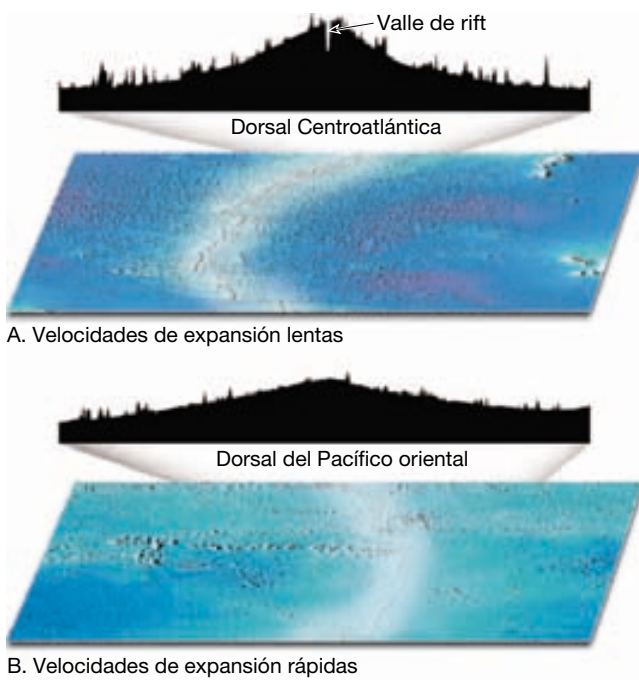 Valle de rift
Dorsal Centroatlántica
A. Velocidades de expansión lentas
Dorsal del Pacífico oriental
B. Velocidades de expansión rápidas